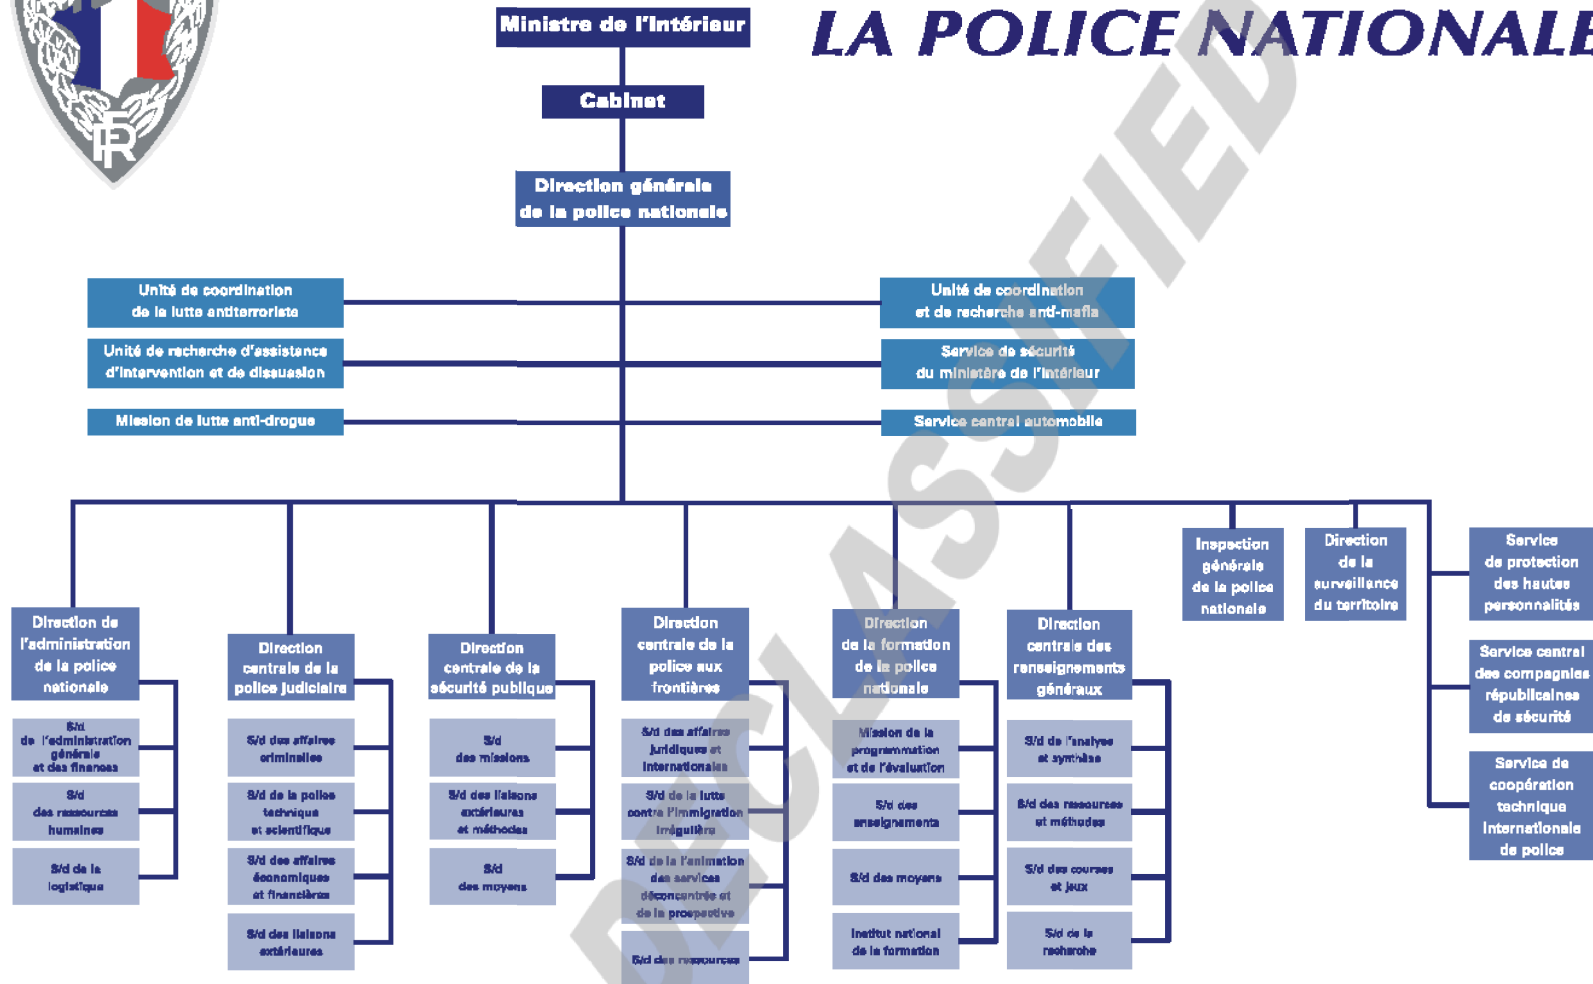 Ministre de l'Intérieur
LA POLICE NATIONALE
Cabinet
Direction générale
de la police nationale
Unité de coordination
de la lutte antiterroriste
Unité de coordination
et de recherche anti-mafia
Unité de recherche d'assistance
d'intervention et de dissuasion
Service de sécurité
du ministère de l'Intérieur
Mission de lutte anti-drogue
Service central automobile
Direction de
l'administration
de la police
nationale
S/d
de l'administration
générale
et des finances
S/d
des ressources
humaines
S/d de la
logistique
Direction
centrale de la
police judiciaire
S/d des affaires
criminelles
S/d de la police
technique
et scientifique
S/d des affaires
économiques
et financières
S/d des liaisons
extérieures
Direction
centrale de la
sécurité publique
S/d
des missions
S/d des liaisons
extérieures
et méthodes
S/d
des moyens
Direction
centrale de la
police aux
frontières
S/d des affaires
juridiques et
internationales
S/d de la lutte
contre l'immigration
irrégulière
S/d de la l'animation
des services
déconcentrés et
de la prospective
S/d des ressources
Direction
de la formation
de la police
nationale
Mission de la
programmation
et de l'évaluation
S/d des
enseignements
S/d des moyens
Institut national
de la formation
Direction
centrale des
renseignements
généraux
S/d de l'analyse
et synthèse
S/d des ressources
et méthodes
S/d des courses
et jeux
S/d de la
recherche
Inspection
générale
de la police
nationale
Direction
de la
surveillance
du territoire
Service
de protection
des hautes
personnalités
Service central
des compagnies
républicaines
de sécurité
Service de
coopération
technique
internationale
de police
RF
DECLASSIFIED